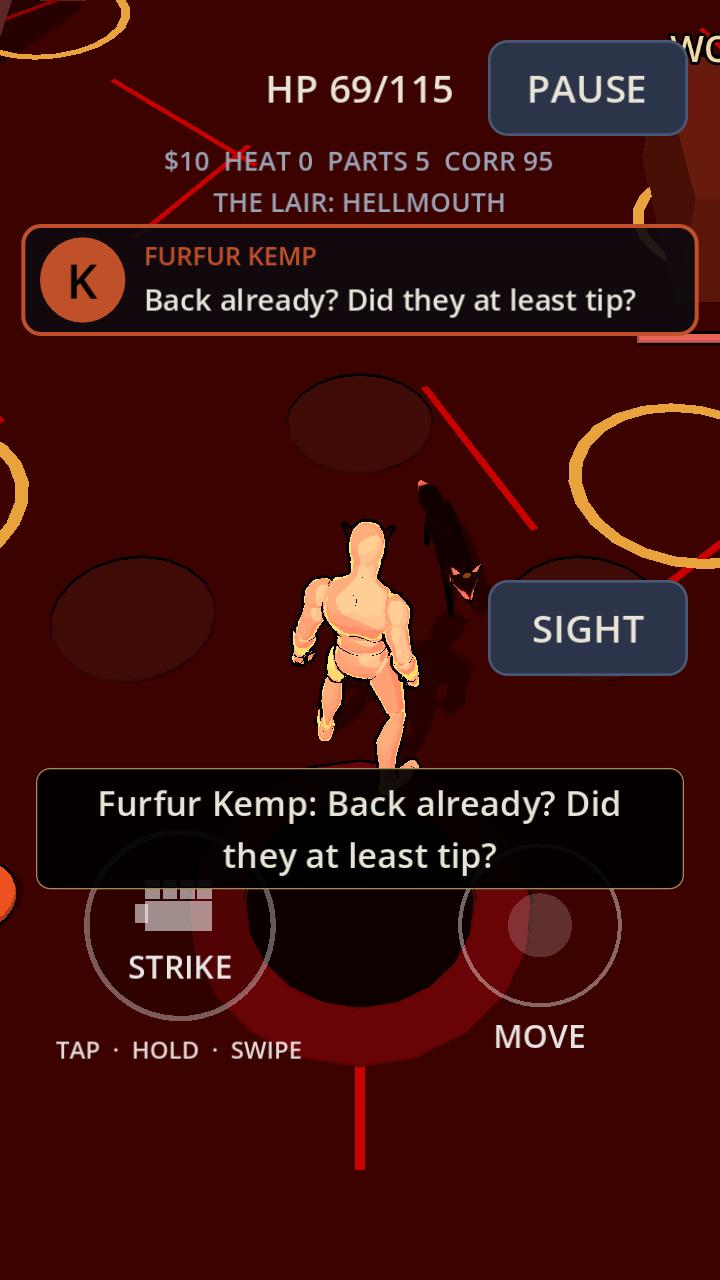 HP 69/115
PAUSE
$10 HEAT 0 PARTS 5 CORR 95
THE LAIR: HELLMOUTH
K
FURFUR KEMP
Back already? Did they at least tip?
SIGHT
Furfur Kemp: Back already? Did
they at least tip?
STRIKE
MOVE
TAP · HOLD · SWIPE